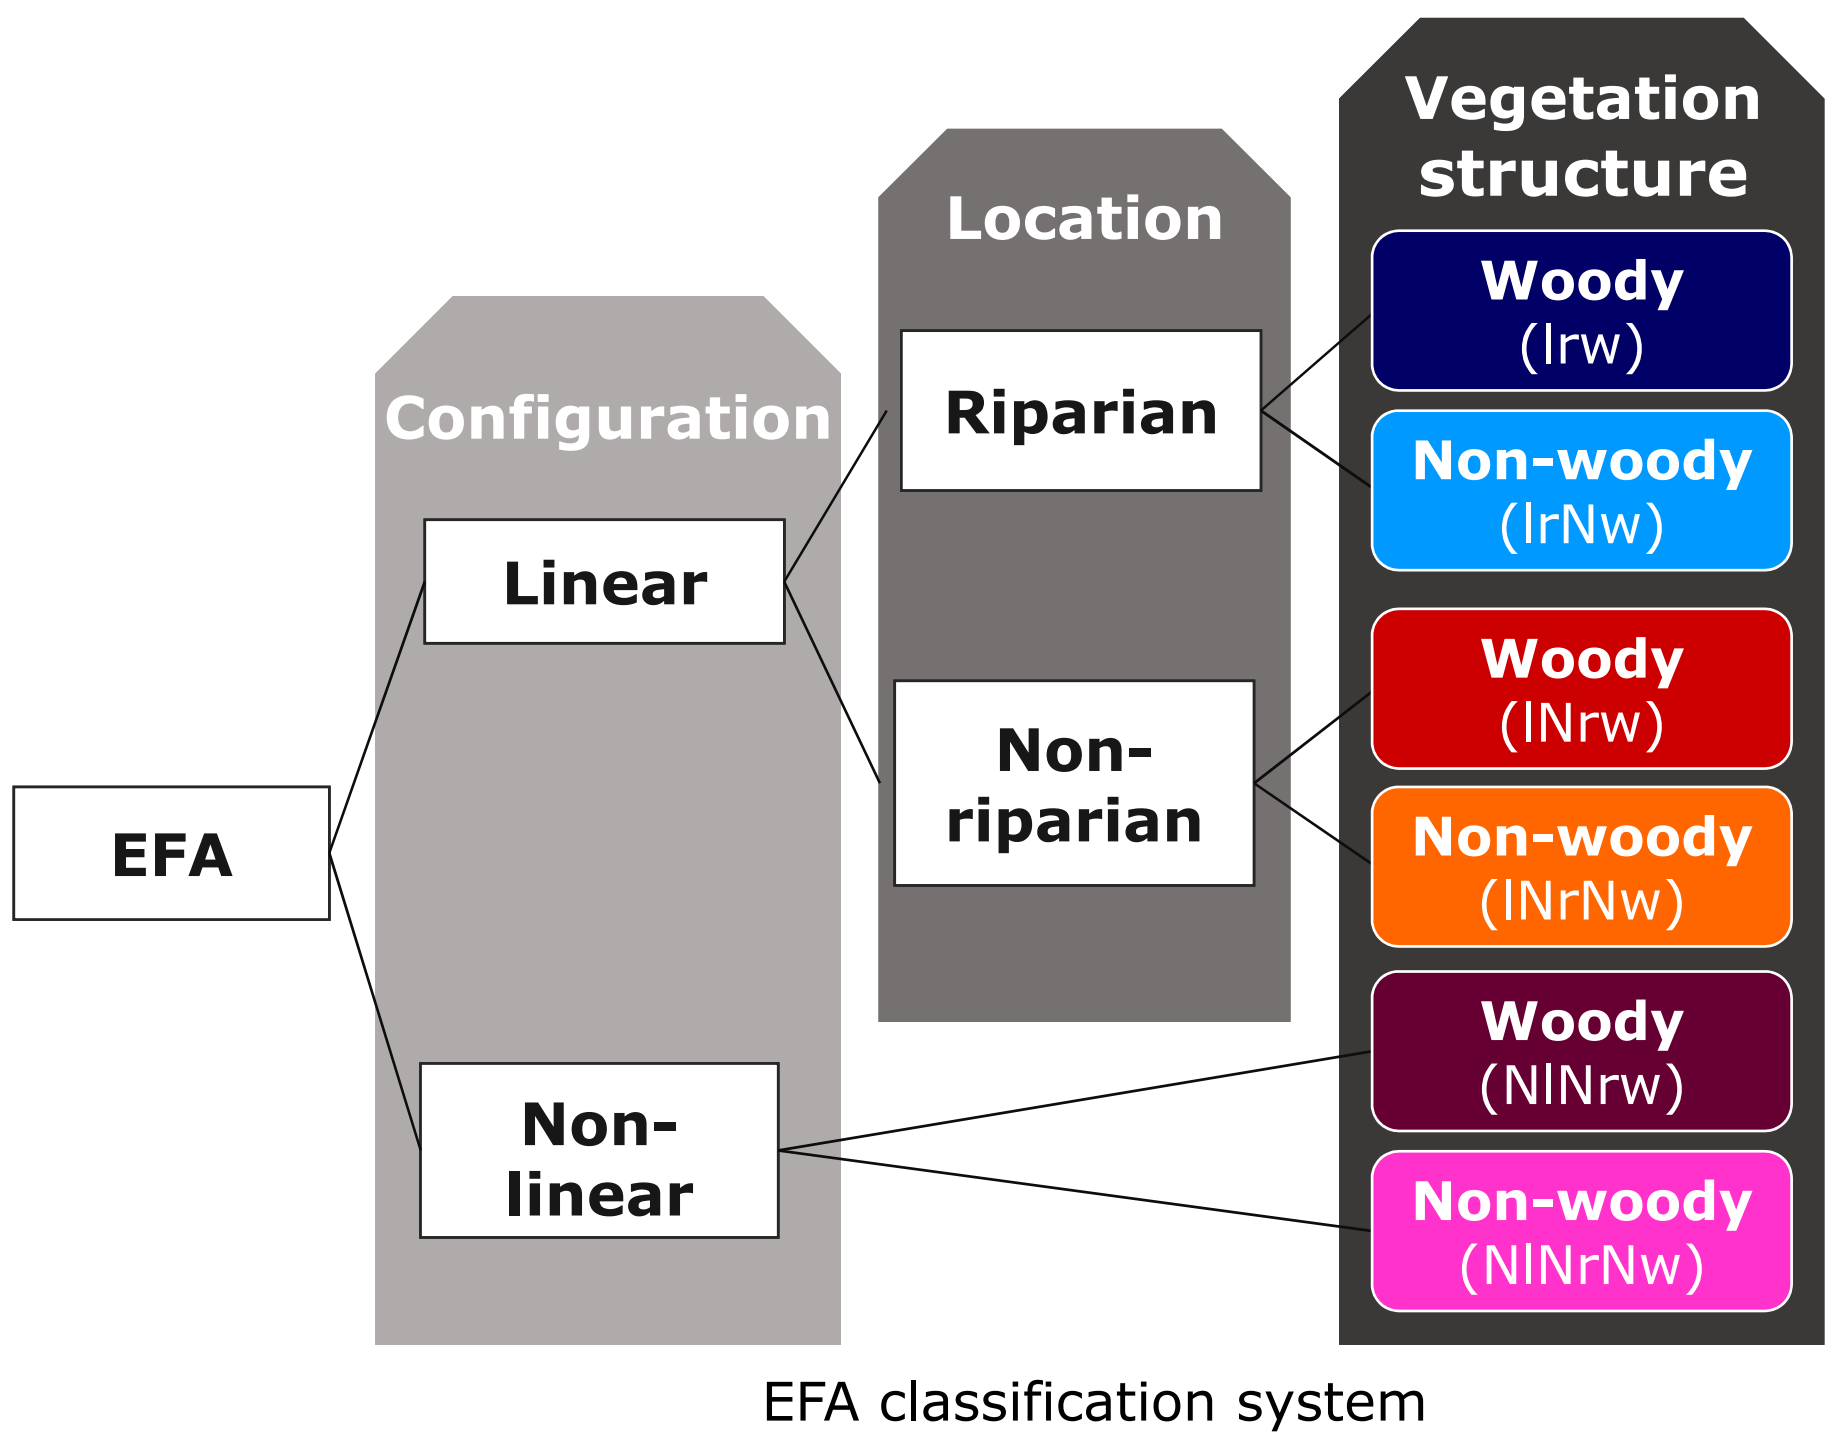 Vegetation
structure
Location
Configuration
EFA
Linear
Non-
linear
Riparian
Non-
riparian
Woody
(lrw)
Non-woody
(lrNw)
Woody
(lNrw)
Non-woody
(lNrNw)
Woody
(NlNrw)
Non-woody
(NlNrNw)
EFA classification system